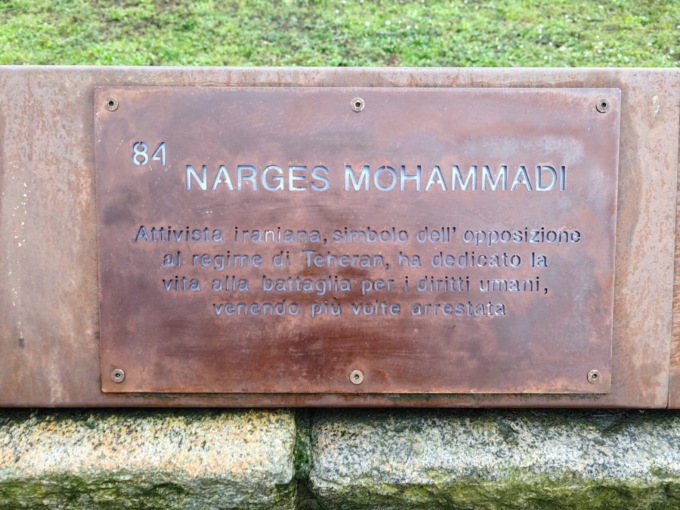 84
NARGES MOHAMMADI
Attivista iraniana, simbolo dell' opposizione
al regime di Teheran, ha dedicato la
vita alla battaglia per i diritti umani,
venendo più volte arrestata